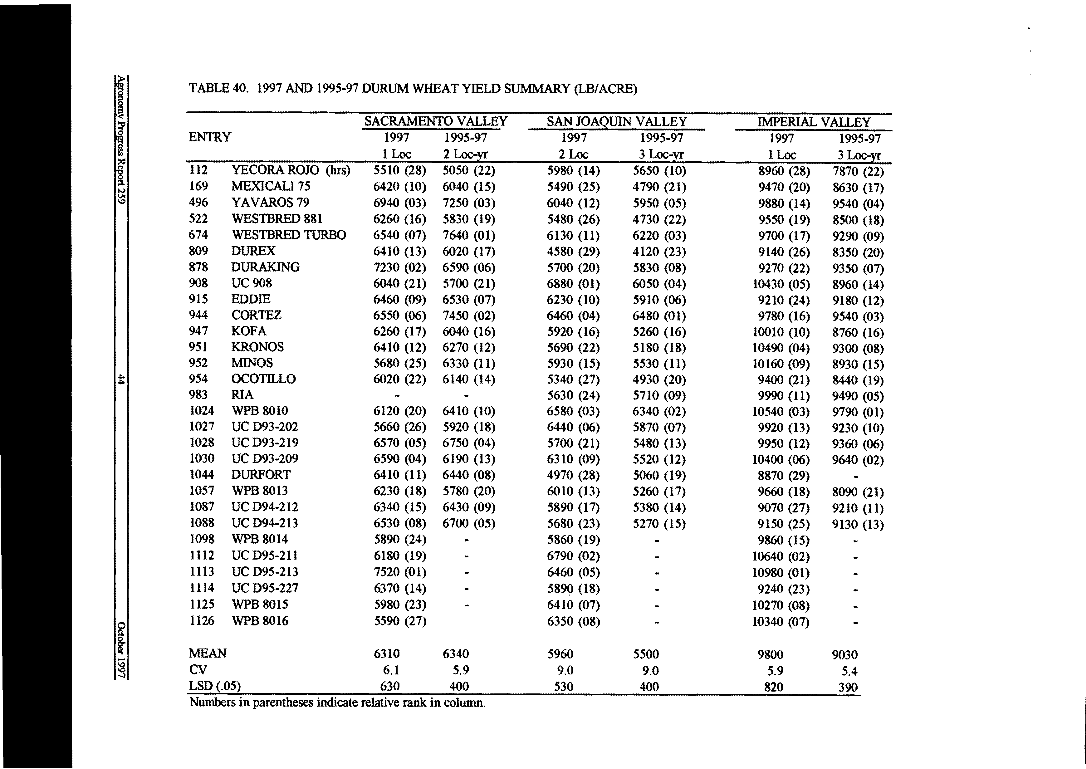 TABLE 40. 1997 AND 1995-97 DURUM WHEAT YIELD SUMMARY (LB/ACRE)
SACRAMENTO VALLEY SAN JOAQUIN VALLEY IMPERIAL VALLEY
ENTRY 1997 1995-97 1997 1995-97 1997 1995-97
1 Loc 2 Loc-yr 2 Loc 3 Loc-yr 1 Loc 3 Loc-yr
112 YECORA ROJO (hrs) 5510 (28) 5050 (22) 5980 (14) 5650 (10) 8960 (28) 7870 (22)
169 MEXICALI 75 6420 (10) 6040 (15) 5490 (25) 4790 (21) 9470 (20) 8630 (17)
496 YAVAROS 79 6940 (03) 7250 (03) 6040 (12) 5950 (05) 9880 (14) 9540 (04)
522 WESTBRED 881 6260 (16) 5830 (19) 5480 (26) 4730 (22) 9550 (19) 8500 (18)
674 WESTBRED TURBO 6540 (07) 7640 (01) 6130 (11) 6220 (03) 9700 (17) 9290 (09)
809 DUREX 6410 (13) 6020 (17) 4580 (29) 4120 (23) 9140 (26) 8350 (20)
878 DURAKING 7230 (02) 6590 (06) 5700 (20) 5830 (08) 9270 (22) 9350 (07)
908 UC 908 6040 (21) 5700 (21) 6880 (01) 6050 (04) 10430 (05) 8960 (14)
915 EDDIE 6460 (09) 6530 (07) 6230 (10) 5910 (06) 9210 (24) 9180 (12)
944 CORTEZ 6550 (06) 7450 (02) 6460 (04) 6480 (01) 9780 (16) 9540 (03)
947 KOFA 6260 (17) 6040 (16) 5920 (16) 5260 (16) 10010 (10) 8760 (16)
951 KRONOS 6410 (12) 6270 (12) 5690 (22) 5180 (18) 10490 (04) 9300 (08)
952 MINOS 5680 (25) 6330 (11) 5930 (15) 5530 (11) 10160 (09) 8930 (15)
954 OCOTILLO 6020 (22) 6140 (14) 5340 (27) 4930 (20) 9400 (21) 8440 (19)
983 RIA - - 5630 (24) 5710 (09) 9990 (11) 9490 (05)
1024 WPB 8010 6120 (20) 6410 (10) 6580 (03) 6340 (02) 10540 (03) 9790 (01)
1027 UC D93-202 5660 (26) 5920 (18) 6440 (06) 5870 (07) 9920 (13) 9230 (10)
1028 UC D93-219 6570 (05) 6750 (04) 5700 (21) 5480 (13) 9950 (12) 9360 (06)
1030 UC D93-209 6590 (04) 6190 (13) 6310 (09) 5520 (12) 10400 (06) 9640 (02)
1044 DURFORT 6410 (11) 6440 (08) 4970 (28) 5060 (19) 8870 (29) -
1057 WPB 8013 6230 (18) 5780 (20) 6010 (13) 5260 (17) 9660 (18) 8090 (21)
1087 UC D94-212 6340 (15) 6430 (09) 5890 (17) 5380 (14) 9070 (27) 9210 (11)
1088 UC D94-213 6530 (08) 6700 (05) 5680 (23) 5270 (15) 9150 (25) 9130 (13)
1098 WPB 8014 5890 (24) - 5860 (19) - 9860 (15) -
1112 UC D95-211 6180 (19) - 6790 (02) - 10640 (02) -
1113 UC D95-213 7520 (01) - 6460 (05) - 10980 (01) -
1114 UC D95-227 6370 (14) - 5890 (18) - 9240 (23) -
1125 WPB 8015 5980 (23) - 6410 (07) - 10270 (08) -
1126 WPB 8016 5590 (27) 6350 (08) - 10340 (07) -
MEAN 6310 6340 5960 5500 9800 9030
CV 6.1 5.9 9.0 9.0 5.9 5.4
LSD (.05) 630 400 530 400 820 390
Numbers in parentheses indicate relative rank in column.
Agronomy Progress Report 259
44
October 1997